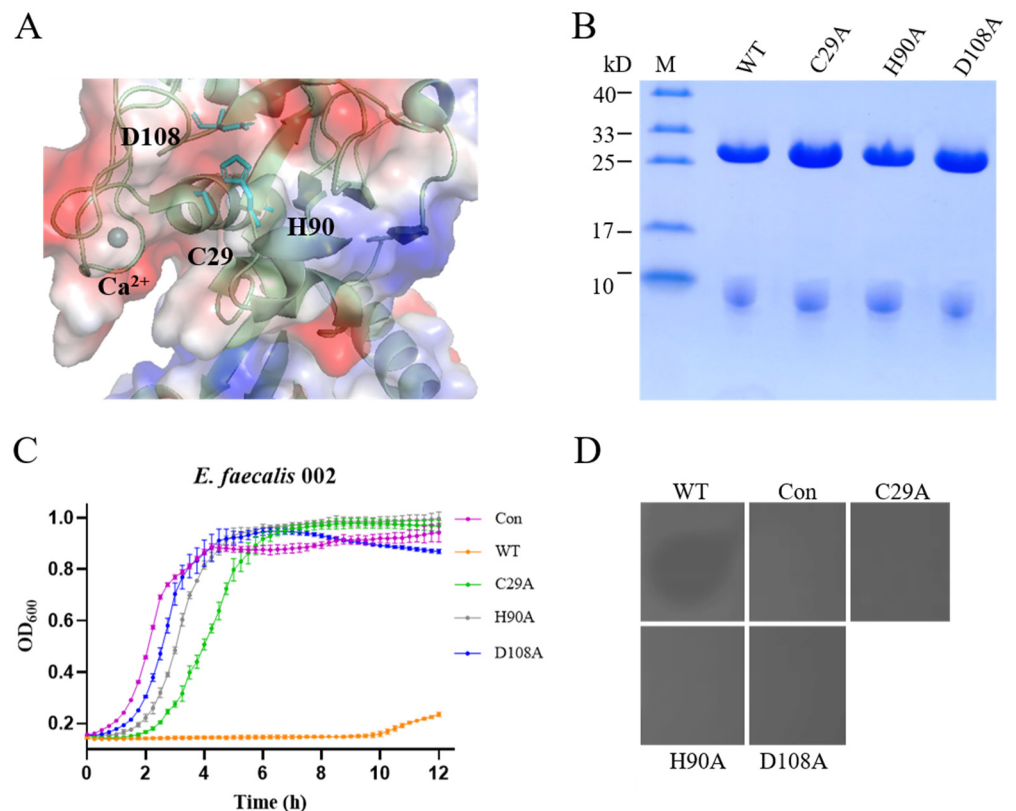 A
D108
H90
C29
Ca²⁺
B
kD M WT C29A H90A D108A
40
33
25
17
10
C
E. faecalis 002
OD₆₀₀
1.0
0.8
0.6
0.4
0.2
0 2 4 6 8 10 12
Time (h)
Con
WT
C29A
H90A
D108A
D
WT Con C29A
H90A D108A